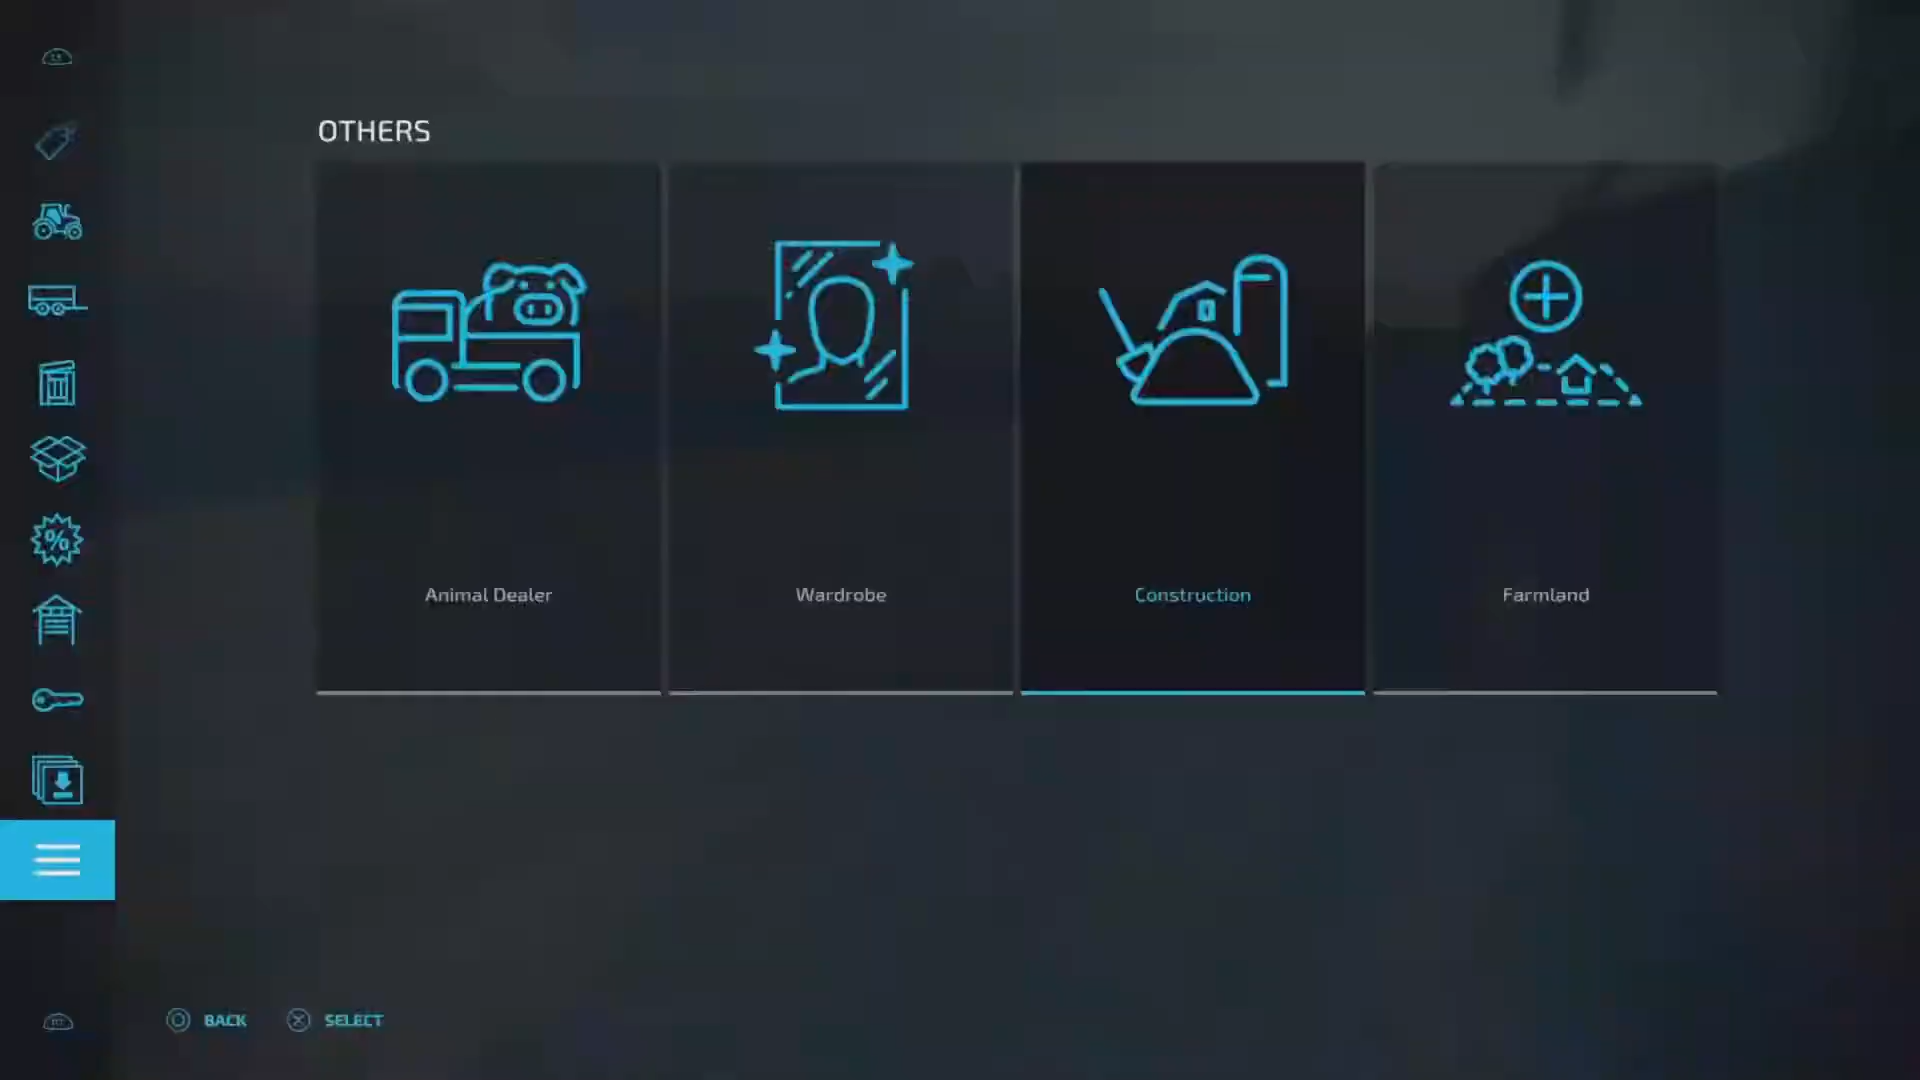 OTHERS
Animal Dealer
Wardrobe
Construction
Farmland
%
BACK
SELECT